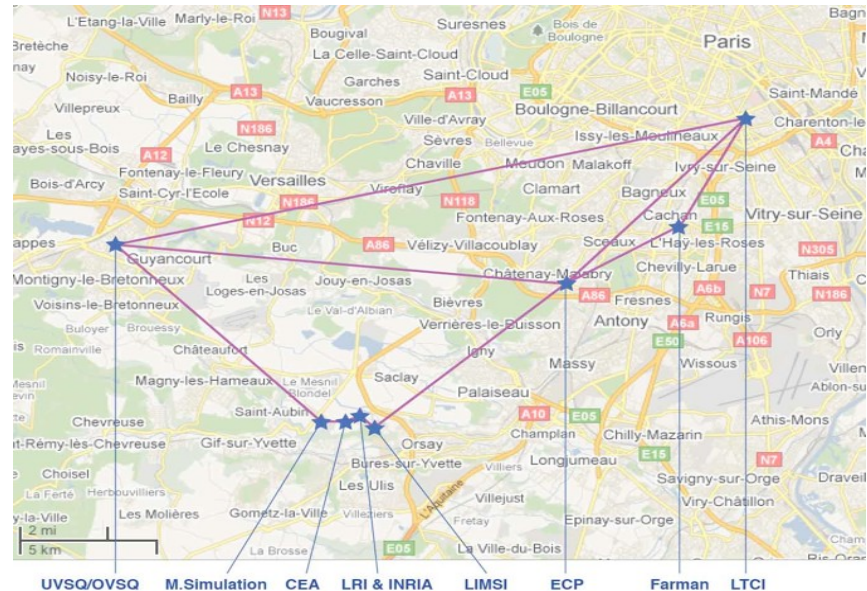 N13
L'Etang-la-Ville
Marly-le-Roi
Suresnes
Bois de
Boulogne
Bougival
Paris
La Celle-Saint-Cloud
Noisy-le-Roi
Garches
Saint-Cloud
A13
Bailly
Vaucresson
A13
E05
Saint-Mandé
Villepreux
Boulogne-Billancourt
N186
Ville-d'Avray
Charenton-le
Les
Le Chesnay
Sèvres
Bellevue
Issy-les-Moulineaux
A4
A12
Chaville
Meudon
Malakoff
Ivry-sur-Seine
Fontenay-le-Fleury
Versailles
Bois-d'Arcy
Saint-Cyr-l'Ecole
Viroflay
Clamart
Bagneux
N186
N118
E05
N12
Fontenay-Aux-Roses
Cachan
E15
Vitry-sur-Seine
Buc
A86
Vélizy-Villacoublay
Sceaux
L'Haÿ-les-Roses
N305
Guyancourt
Chevilly-Larue
Thiais
Montigny-le-Bretonneux
Les
Loges-en-Josas
Jouy-en-Josas
Châtenay-Malabry
A86
A6b
N7
N186
Voisins-le-Bretonneux
Bièvres
Fresnes
Le Val-d'Albian
Verrières-le-Buisson
Antony
A6a
Rungis
Orly
Buloyer
Brouessy
Romainville
Châteaufort
Igny
E50
Wissous
A106
Massy
Magny-les-Hameaux
Le Mesnil
Blondel
Saclay
Palaiseau
Chevreuse
Saint-Aubin
A10
E05
Athis-Mons
Gif-sur-Yvette
Orsay
Champlan
Chilly-Mazarin
Choisel
Bures-sur-Yvette
Villiers
Longjumeau
E15
N7
La Ferté
Herbouvilliers
Les Ulis
Savigny-sur-Orge
Draveil
Les Molières
Gometz-la-Ville
Villeziers
L'Aquitaine
Villejust
Viry-Châtillon
2 mi
Fretay
Epinay-sur-Orge
5 km
La Brosse
E05
La Ville-du-Bois
Ris-Orangis
UVSQ/OVSQ M.Simulation CEA LRI & INRIA LIMSI ECP Farman LTCI